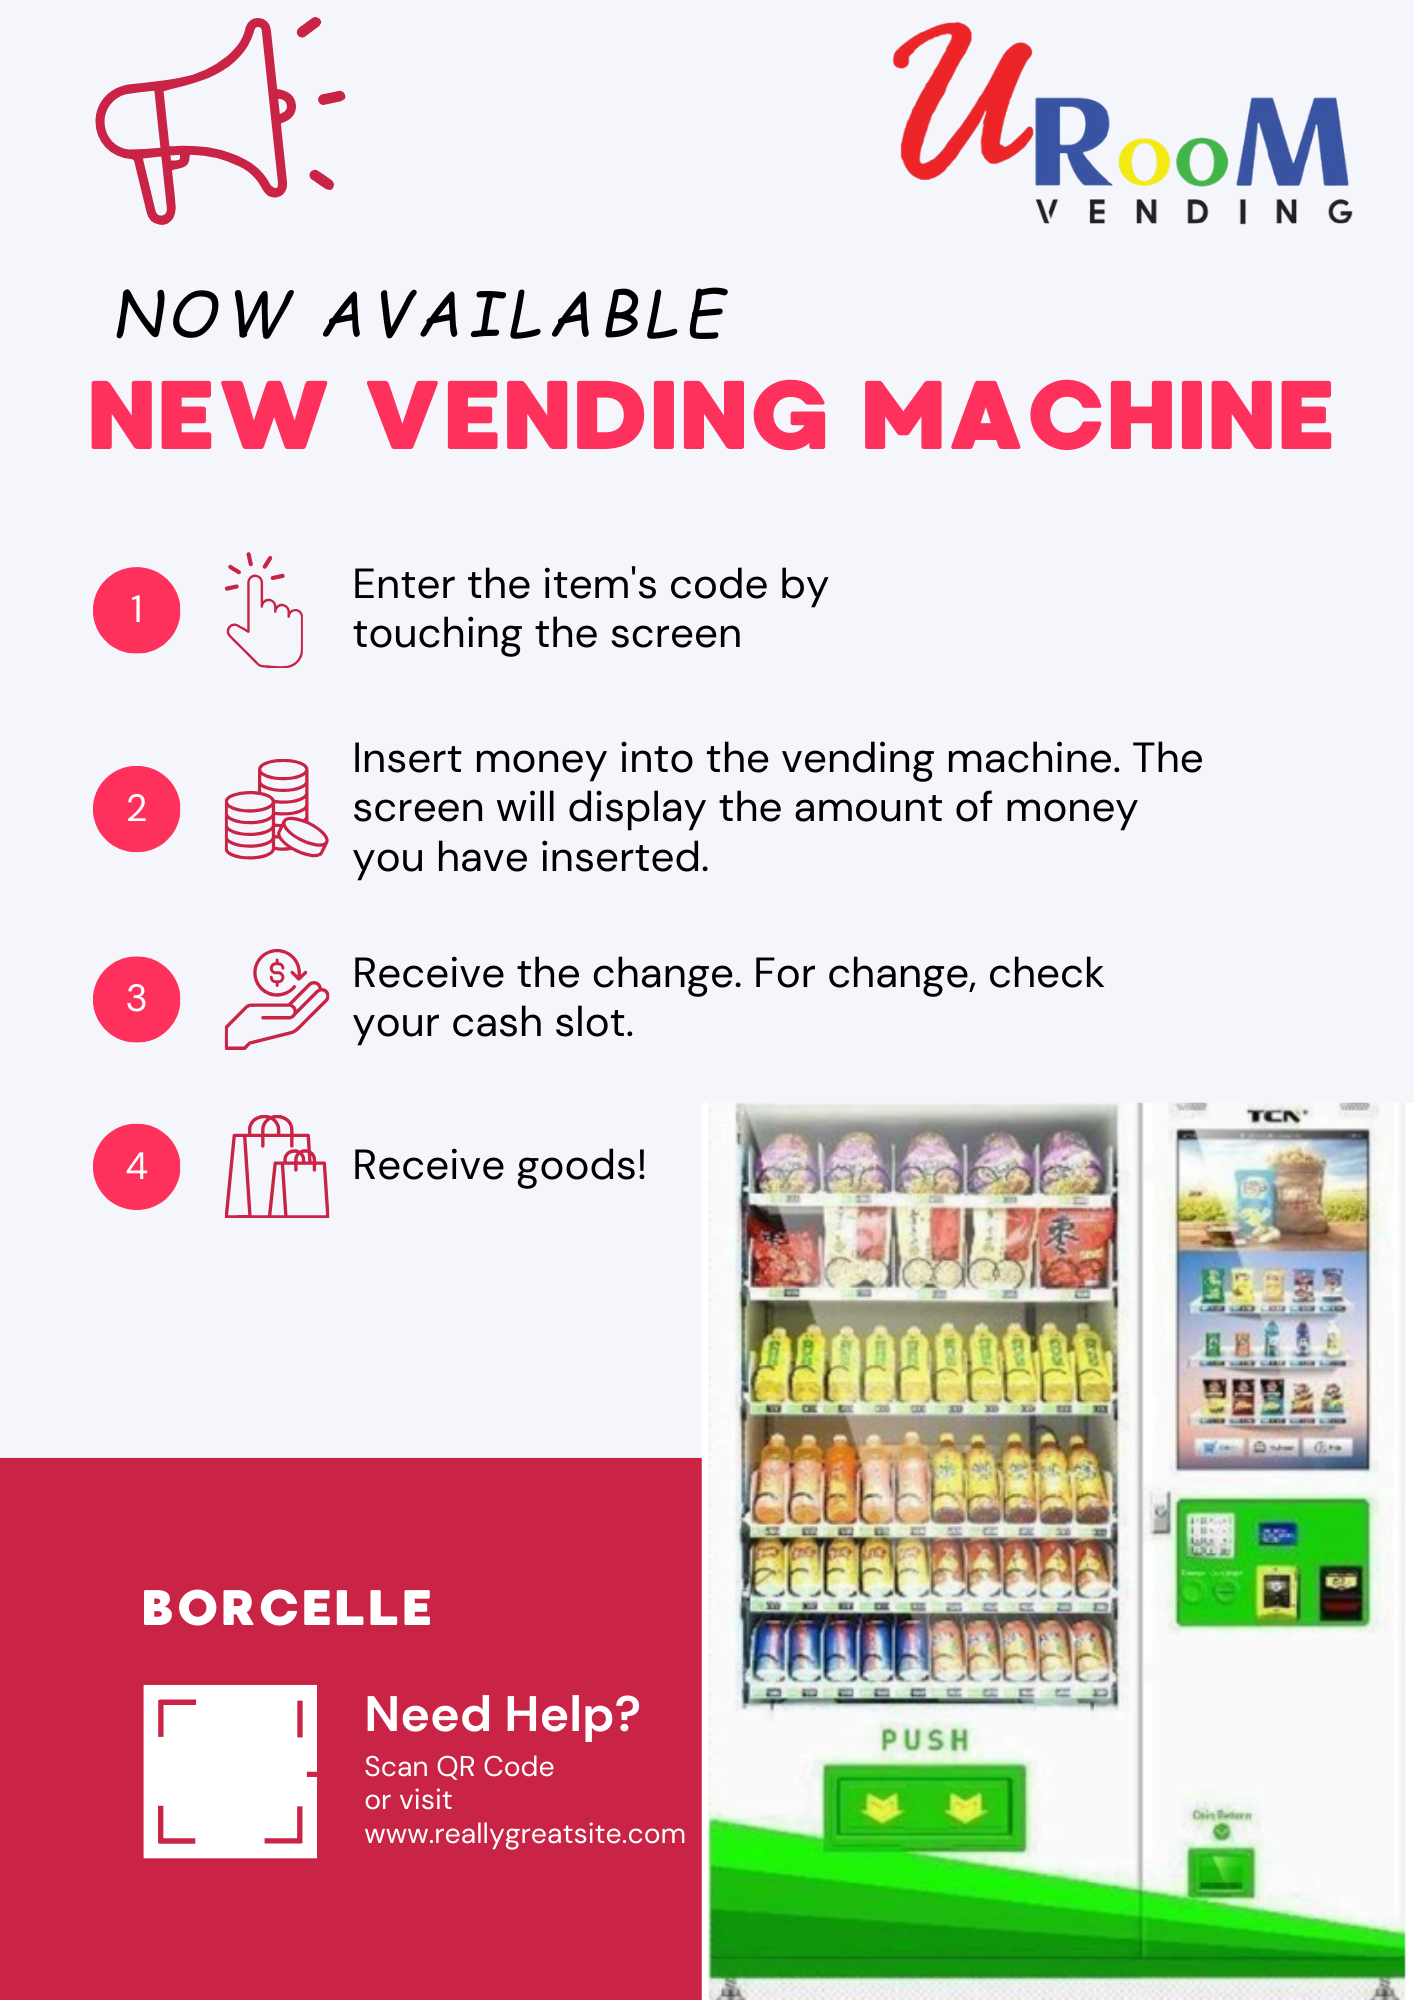 URooM
VENDING
NOW AVAILABLE
NEW VENDING MACHINE
1
Enter the item's code by
touching the screen
2
Insert money into the vending machine. The
screen will display the amount of money
you have inserted.
3
$
Receive the change. For change, check
your cash slot.
4
Receive goods!
TCN
枣
BORCELLE
Need Help?
Scan QR Code
or visit
www.reallygreatsite.com
PUSH
Coin Return